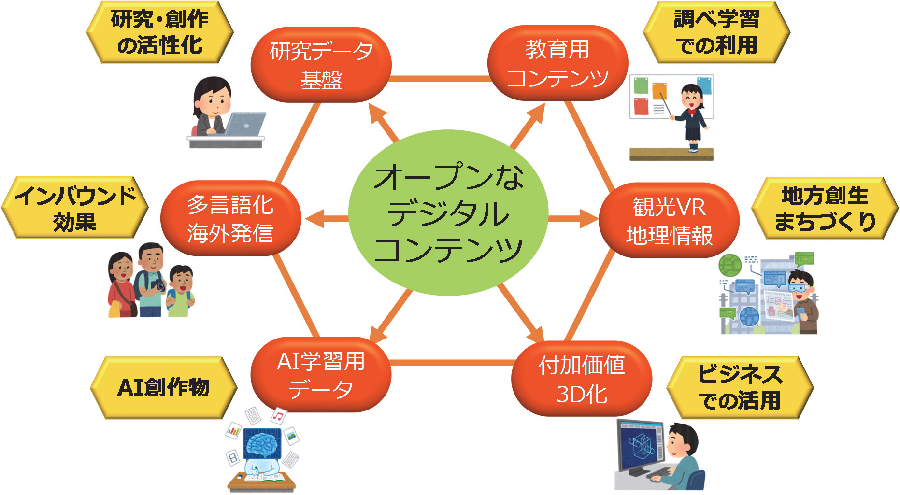 研究・創作
の活性化
研究データ
基盤
教育用
コンテンツ
調べ学習
での利用
インバウンド
効果
多言語化
海外発信
オープンな
デジタル
コンテンツ
観光VR
地理情報
地方創生
まちづくり
AI創作物
AI学習用
データ
付加価値
3D化
ビジネス
での活用